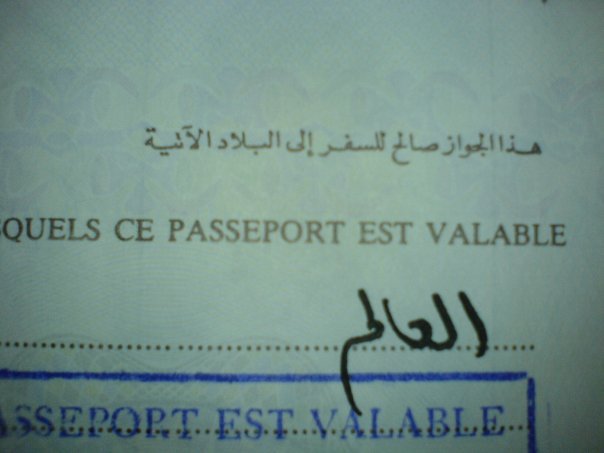 هذا الجواز صالح للسفر إلى البلاد الآتية
SQUELS CE PASSEPORT EST VALABLE
العالم
ASSEPORT EST VALABLE